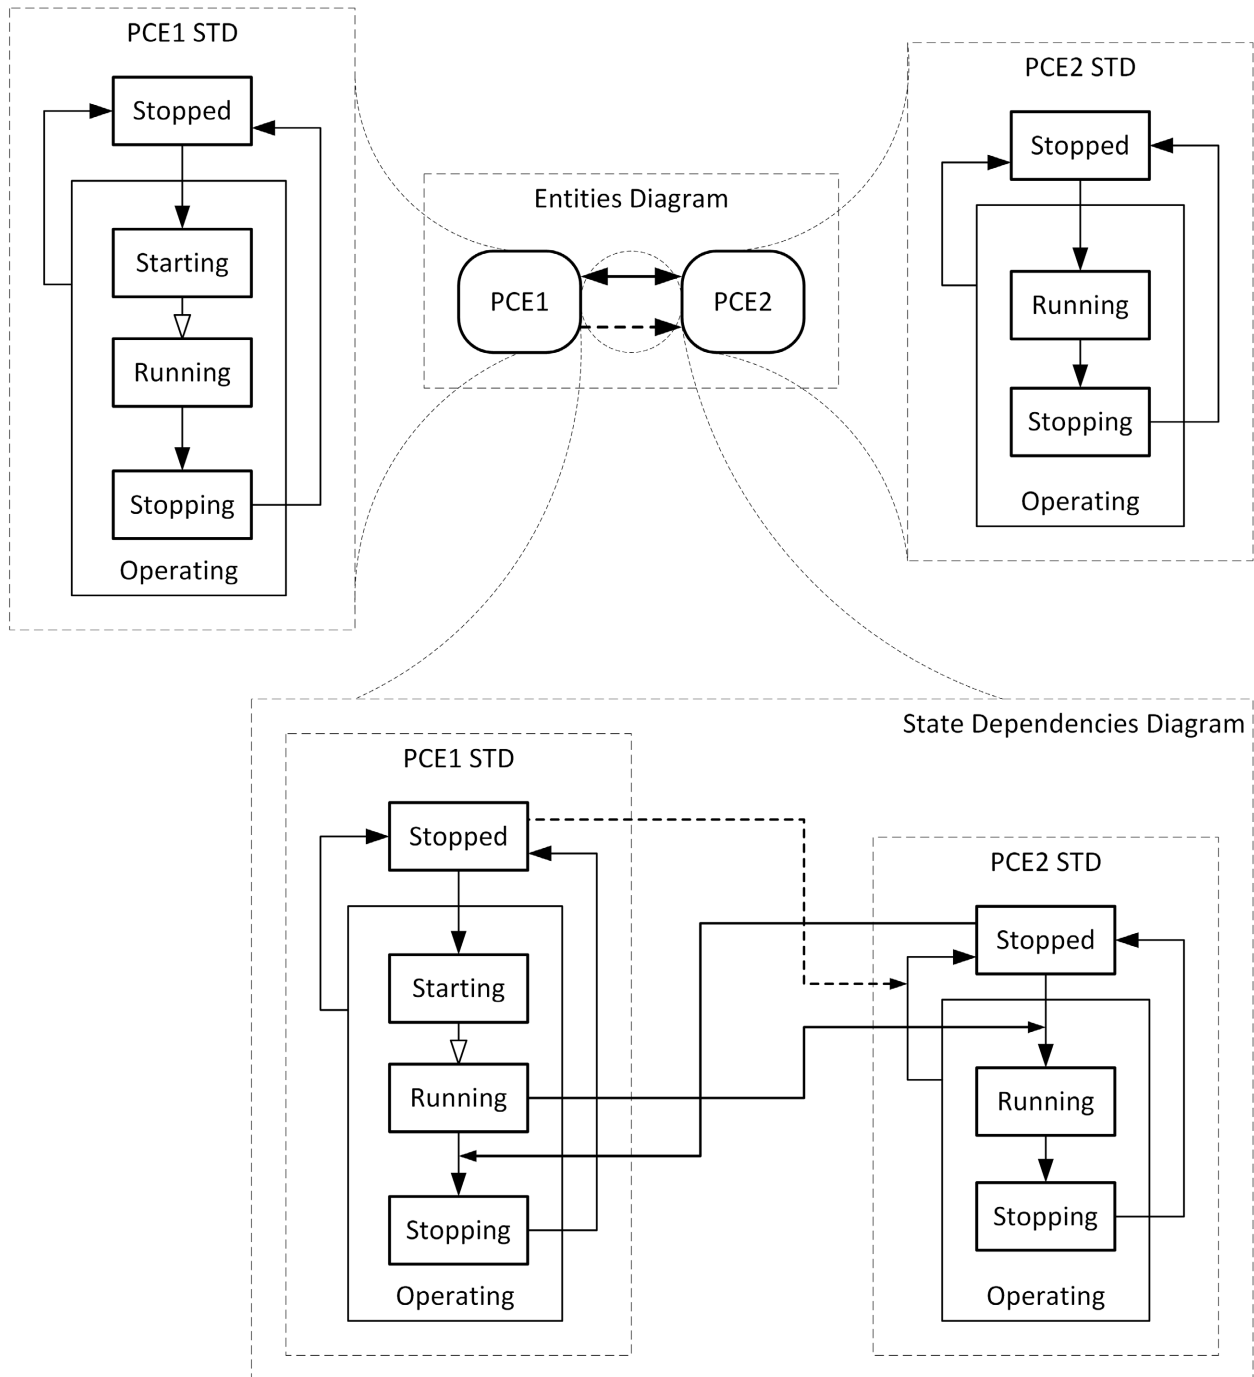 PCE1 STD
Stopped
Starting
Running
Stopping
Operating
Entities Diagram
PCE1
PCE2
PCE2 STD
Stopped
Running
Stopping
Operating
State Dependencies Diagram
PCE1 STD
Stopped
Starting
Running
Stopping
Operating
PCE2 STD
Stopped
Running
Stopping
Operating